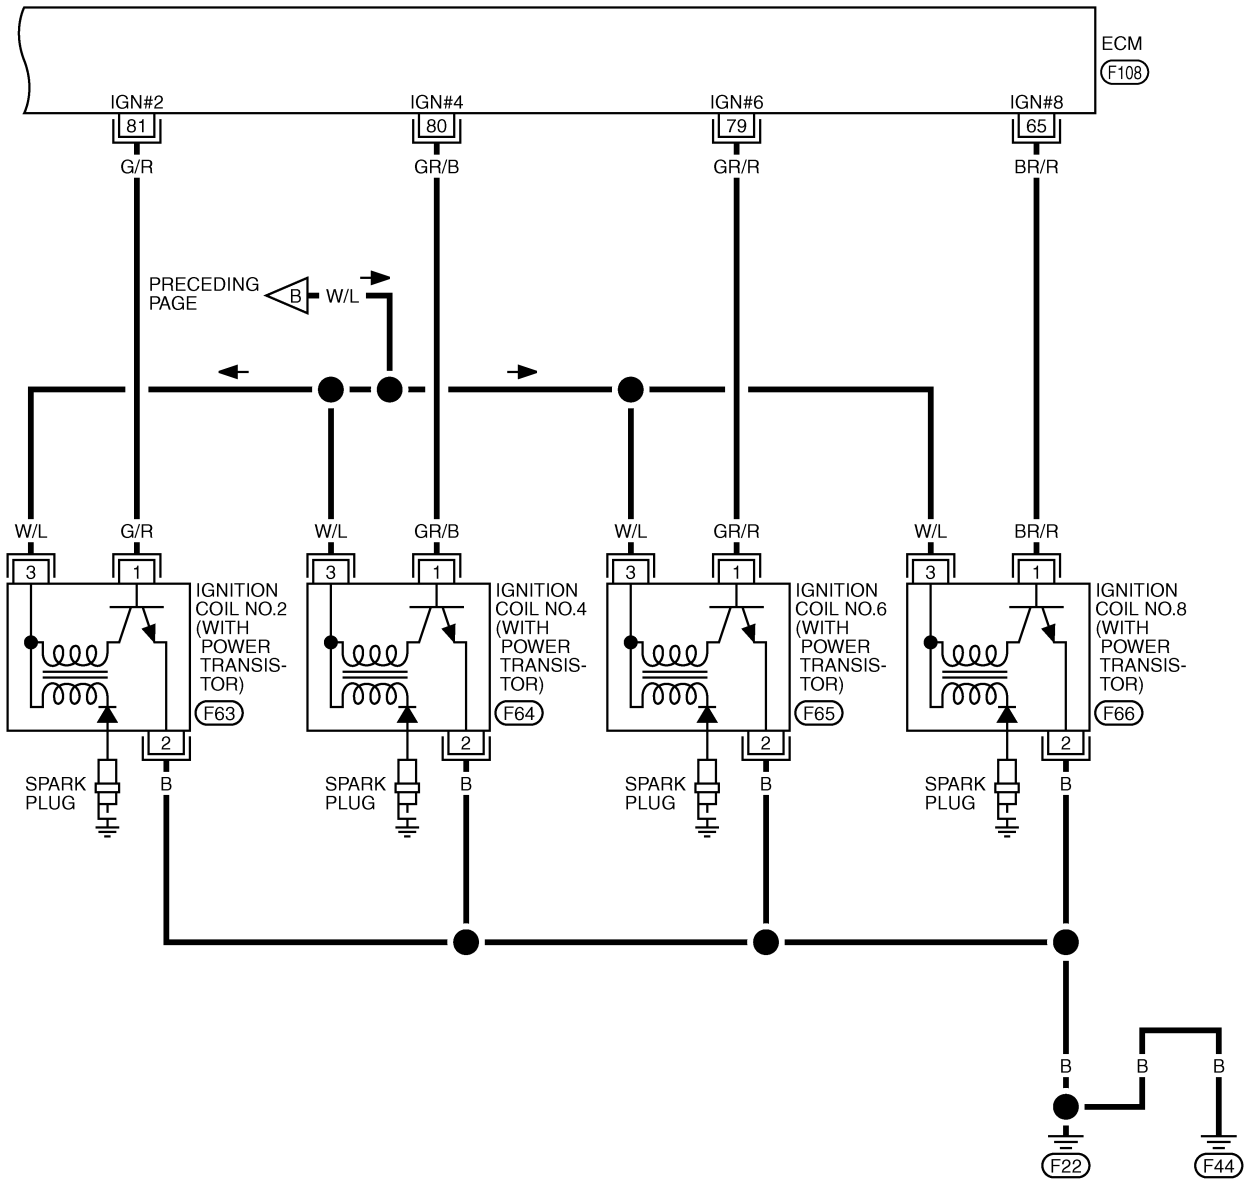 ECM
F108
IGN#2
IGN#4
IGN#6
IGN#8
81
80
79
65
G/R
GR/B
GR/R
BR/R
PRECEDING
PAGE
B
W/L
W/L
G/R
W/L
GR/B
W/L
GR/R
W/L
BR/R
3
1
3
1
3
1
3
1
IGNITION
COIL NO.2
(WITH
POWER
TRANSIS-
TOR)
F63
IGNITION
COIL NO.4
(WITH
POWER
TRANSIS-
TOR)
F64
IGNITION
COIL NO.6
(WITH
POWER
TRANSIS-
TOR)
F65
IGNITION
COIL NO.8
(WITH
POWER
TRANSIS-
TOR)
F66
2
2
2
2
SPARK
PLUG
B
SPARK
PLUG
B
SPARK
PLUG
B
SPARK
PLUG
B
B
B
B
F22
F44